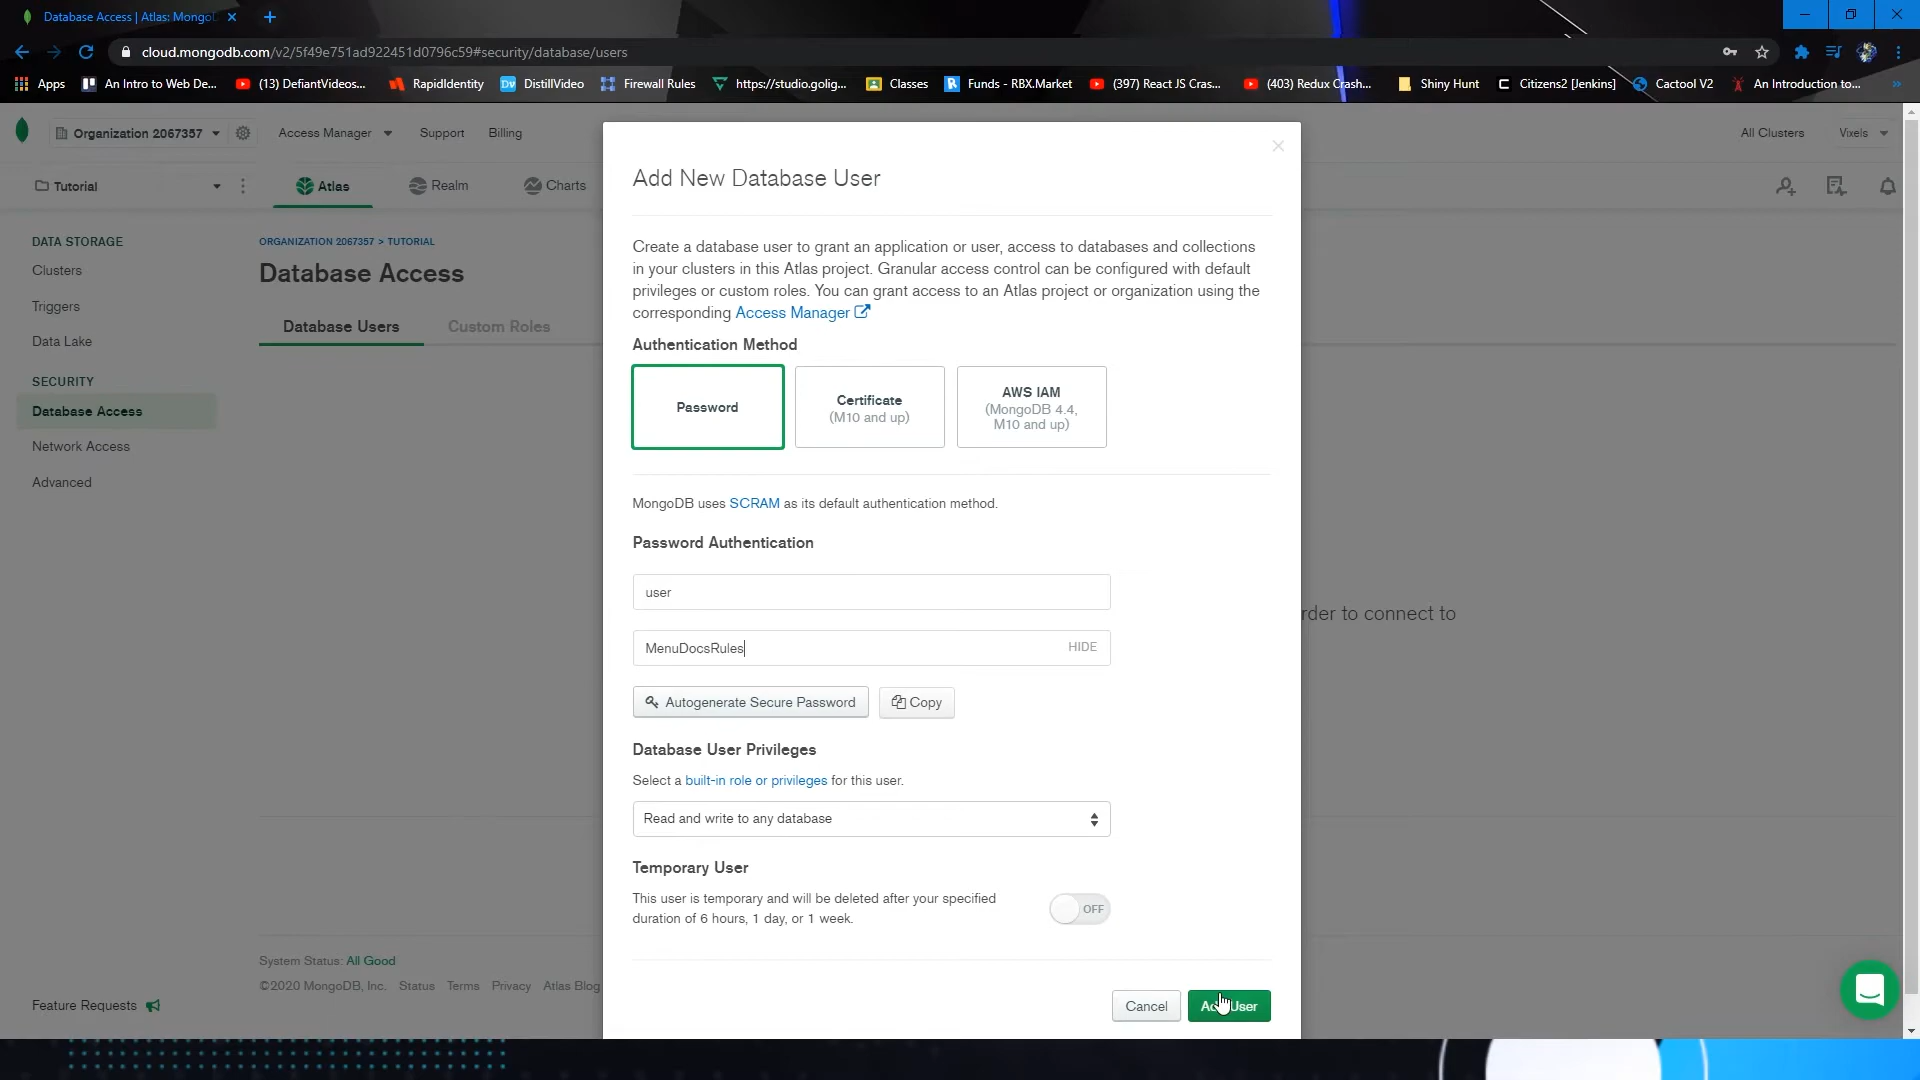 Database Access | Atlas: Mongo
cloud.mongodb.com/v2/5f49e751ad922451d0796c59#security/database/users
Apps An Intro to Web De... (13) DefiantVideos... RapidIdentity DistillVideo Firewall Rules https://studio.golig... Classes Funds - RBX.Market (397) React JS Cras... (403) Redux Crash... Shiny Hunt Citizens2 [Jenkins] Cactool V2 An Introduction to...
Organization 2067357 Access Manager Support Billing All Clusters Vixels
Tutorial Atlas Realm Charts
DATA STORAGE
Clusters
Triggers
Data Lake
SECURITY
Database Access
Network Access
Advanced
Feature Requests
ORGANIZATION 2067357 > TUTORIAL
Database Access
Database Users Custom Roles
rder to connect to
System Status: All Good
©2020 MongoDB, Inc. Status Terms Privacy Atlas Blog
Add New Database User
Create a database user to grant an application or user, access to databases and collections
in your clusters in this Atlas project. Granular access control can be configured with default
privileges or custom roles. You can grant access to an Atlas project or organization using the
corresponding Access Manager
Authentication Method
Password
Certificate
(M10 and up)
AWS IAM
(MongoDB 4.4,
M10 and up)
MongoDB uses SCRAM as its default authentication method.
Password Authentication
user
MenuDocsRules HIDE
Autogenerate Secure Password Copy
Database User Privileges
Select a built-in role or privileges for this user.
Read and write to any database
Temporary User
This user is temporary and will be deleted after your specified
duration of 6 hours, 1 day, or 1 week.
OFF
Cancel Add User